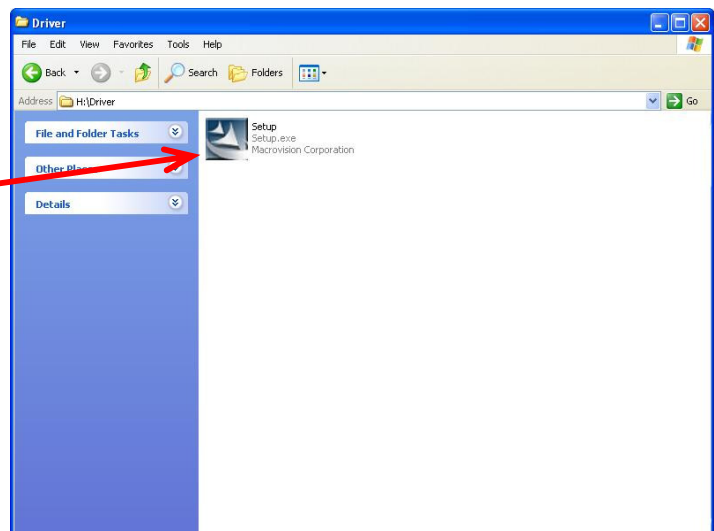 Driver
File Edit View Favorites Tools Help
Back Search Folders
Address H:\Driver Go
File and Folder Tasks
Setup
Setup.exe
Macrovision Corporation
Other
Details